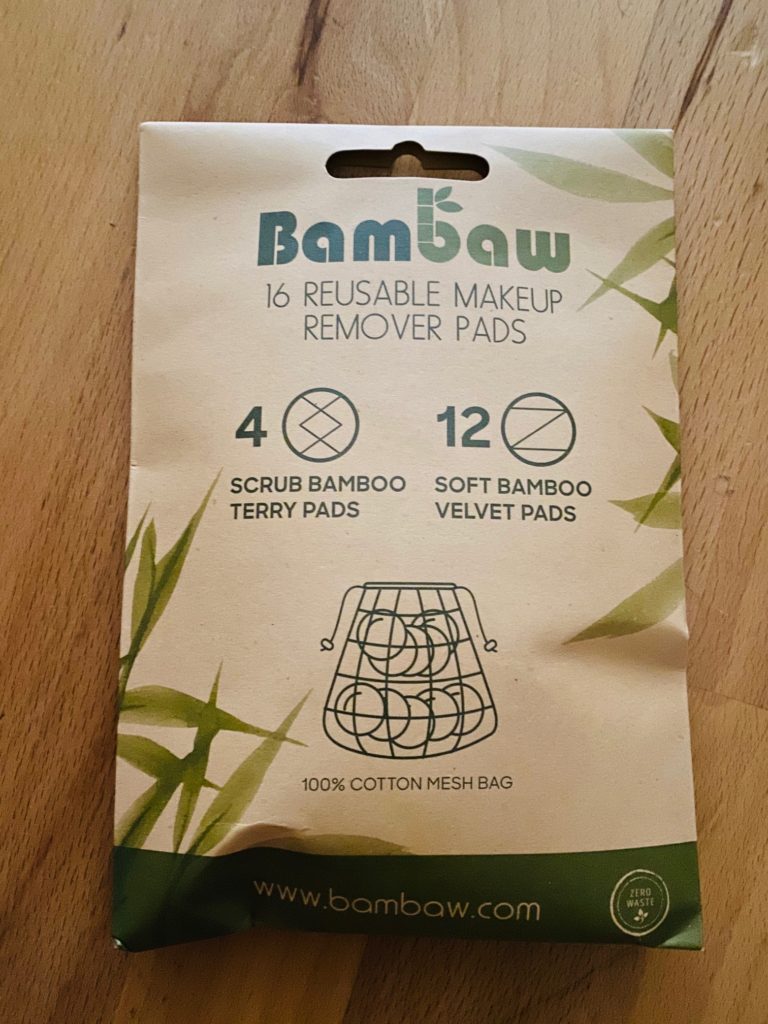 Bambaw
16 REUSABLE MAKEUP
REMOVER PADS
4
SCRUB BAMBOO
TERRY PADS
12
SOFT BAMBOO
VELVET PADS
100% COTTON MESH BAG
www.bambaw.com
ZERO
WASTE